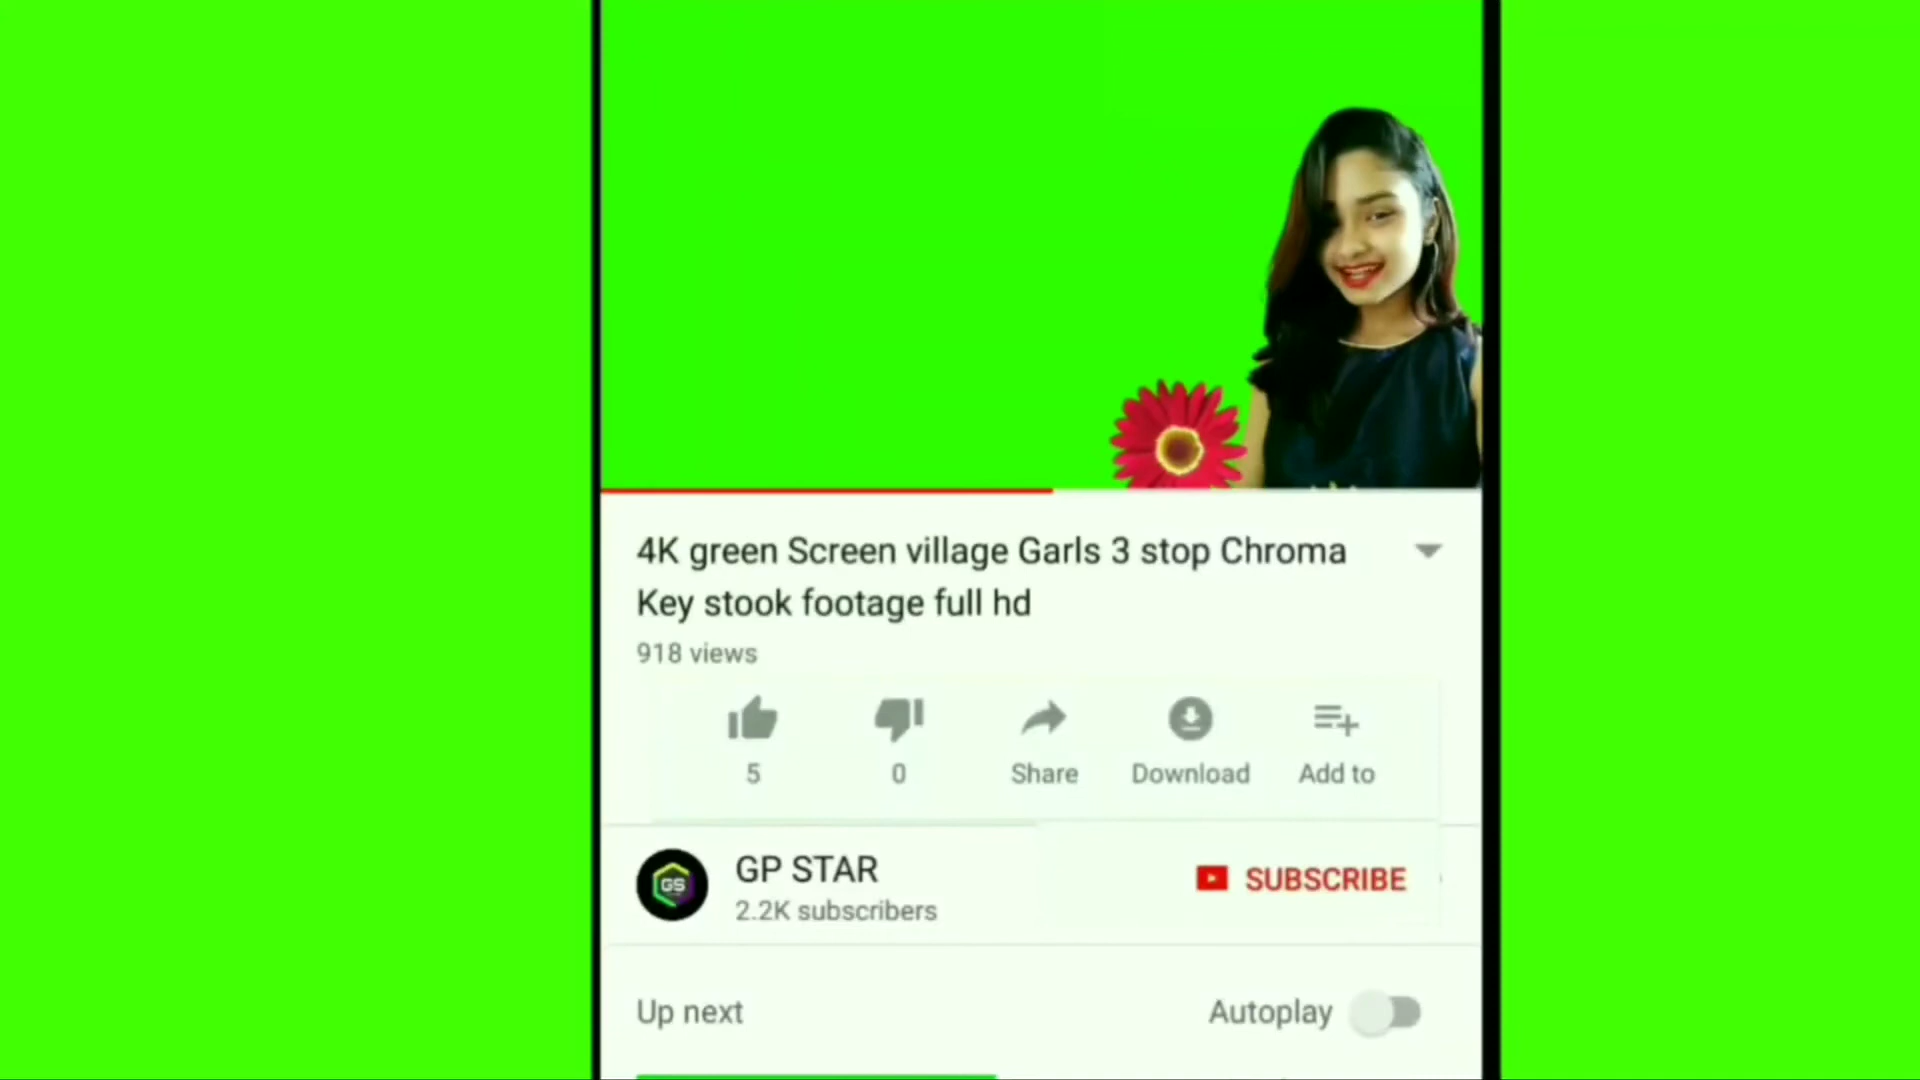 4K green Screen village Garls 3 stop Chroma
Key stook footage full hd
918 views
5 0 Share Download Add to
GS
GP STAR
SUBSCRIBE
2.2K subscribers
Up next Autoplay